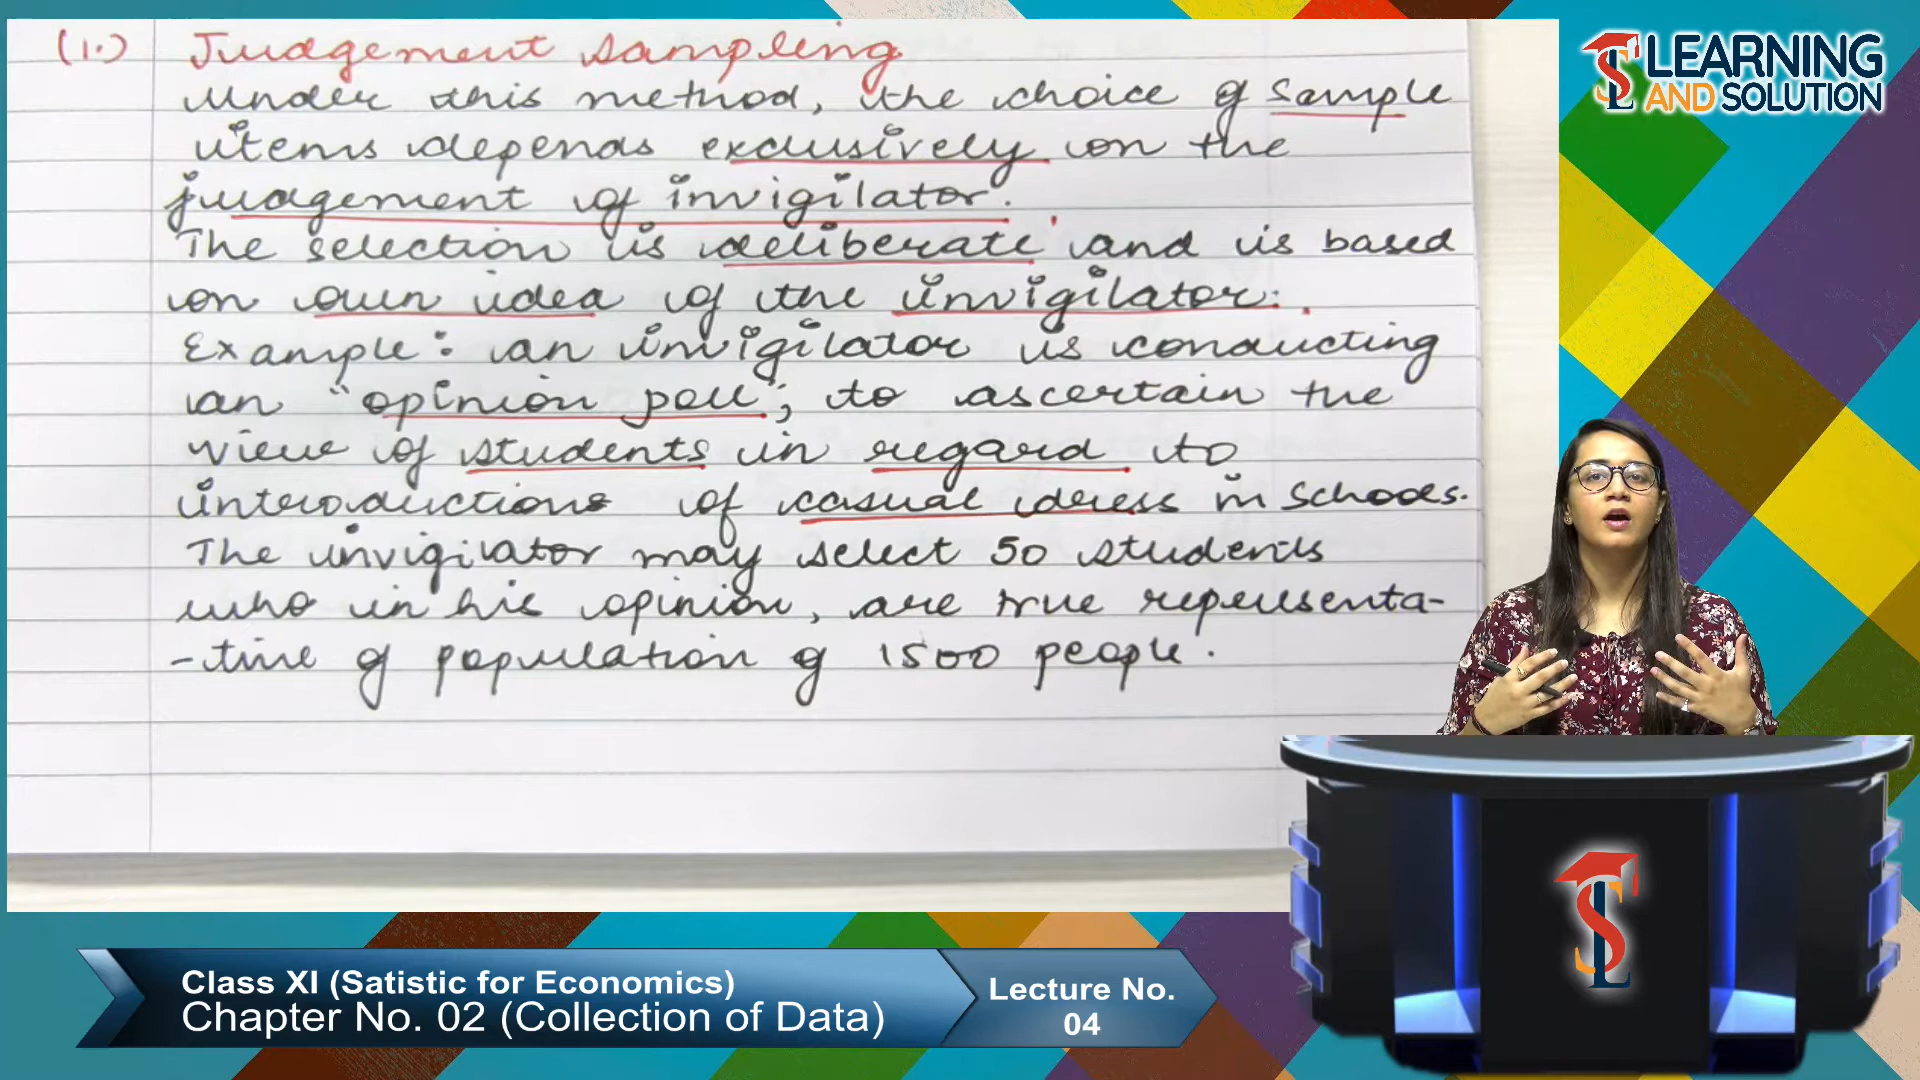 (1.) Judgement sampling
Under this method, the choice of sample
items depends exclusively on the
judgement of invigilator.
The selection is deliberate and is based
on own idea of the invigilator.
Example: an invigilator is conducting
an "opinion poll", to ascertain the
view of students in regard to
introductions of casual dress in schools.
The invigilator may select 50 students
who in his opinion, are true representa-
-tive of population of 1500 people.
LEARNING
AND SOLUTION
Class XI (Satistic for Economics)
Chapter No. 02 (Collection of Data)
Lecture No.
04